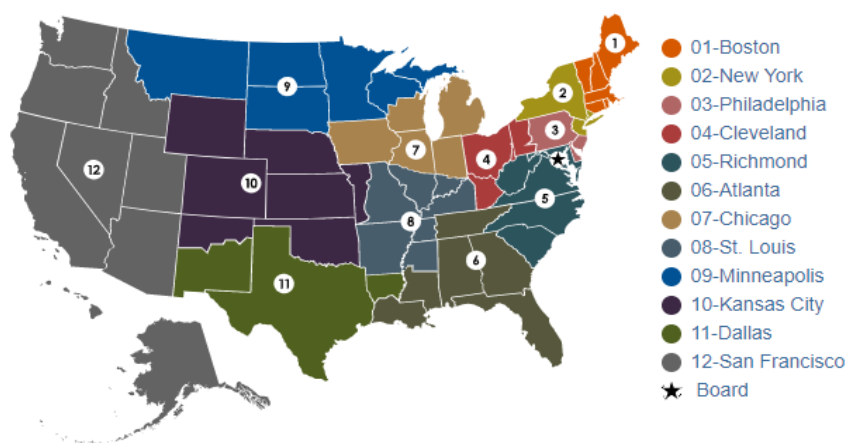 1
01-Boston
02-New York
2
9
03-Philadelphia
3
04-Cleveland
7
4
12
05-Richmond
10
06-Atlanta
5
07-Chicago
8
08-St. Louis
6
09-Minneapolis
11
10-Kansas City
11-Dallas
12-San Francisco
Board